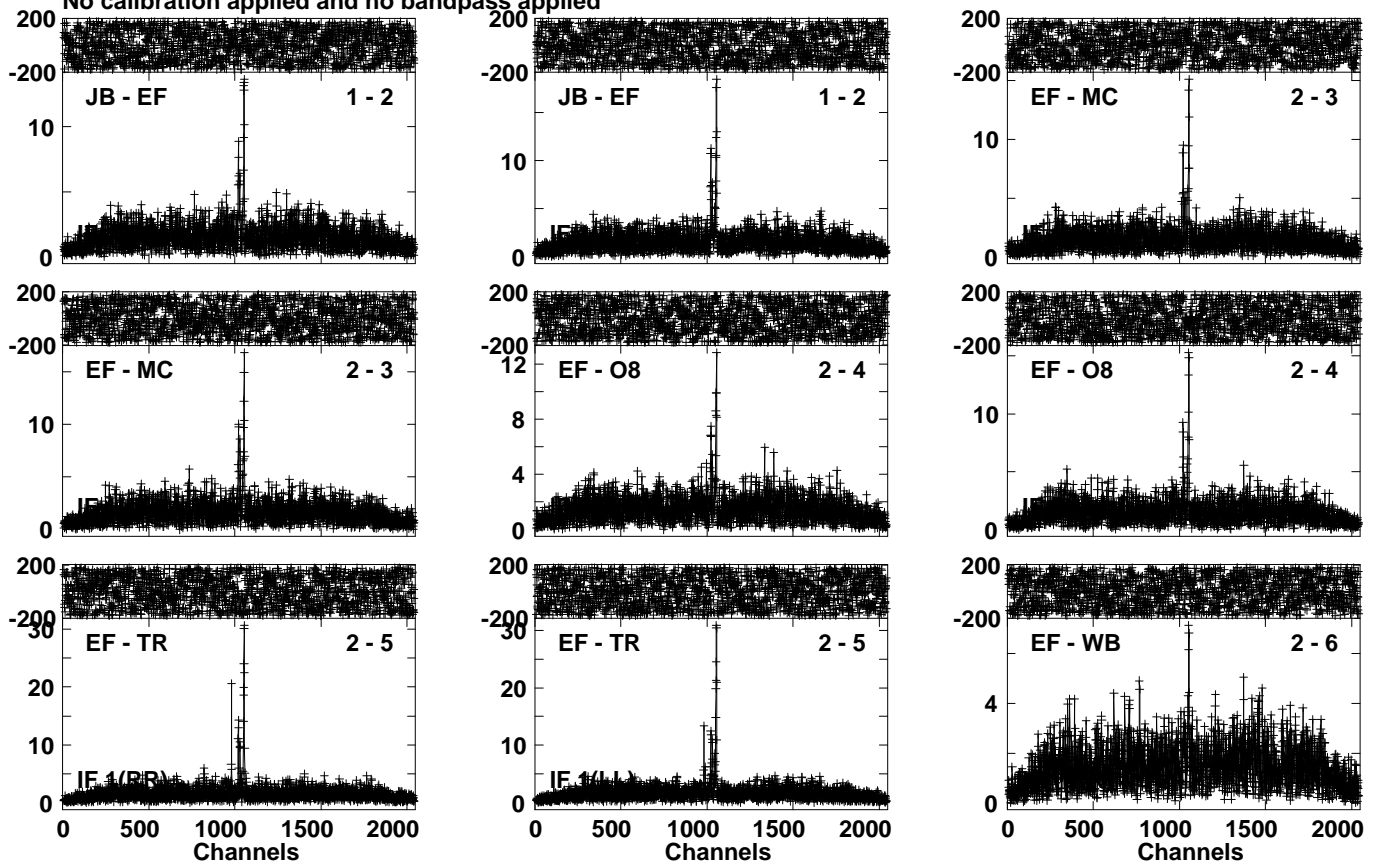 No calibration applied and no bandpass applied
200 200 200
-200 -200 -200
JB - EF 1 - 2 JB - EF 1 - 2 EF - MC 2 - 3
10 10 10
IF IF IF
0 0 0
200 200 200
-200 -200 -200
EF - MC 2 - 3 EF - O8 2 - 4 EF - O8 2 - 4
12
10 8 10
4
IF IF
0 0 0
200 200 200
-200 -200 -200
30 30
EF - TR 2 - 5 EF - TR 2 - 5 EF - WB 2 - 6
20 20
4
10 10
IF 1(RR) IF 1(LL)
0 0 0
0 500 1000 1500 2000 0 500 1000 1500 2000 0 500 1000 1500 2000
Channels Channels Channels